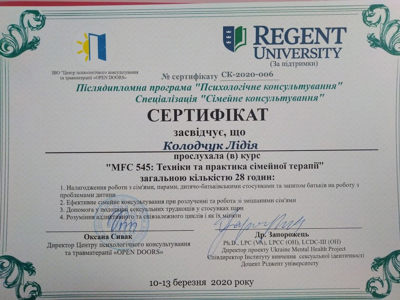 REGENT
UNIVERSITY
(За підтримки)
ІВО "Центр психологічного консультування
та травматерапії «OPEN DOORS»
№ сертифікату СК-2020-006
Післядипломна програма "Психологічне консультування"
Спеціалізація "Сімейне консультування"
СЕРТИФІКАТ
засвідчує, що
Колодчук Лідія
прослухала (в) курс
"MFC 545: Техніки та практика сімейної терапії"
загальною кількістю 28 годин:
1. Налагодження роботи з сім'ями, парами, дитячо-батьківськими стосунками та запитом батьків на роботу з
проблемами дитини
2. Ефективне сімейне консультування при розлученні та робота зі змішаними сім'ями
3. Допомога у подоланні сексуальних труднощів у стосунках пари
4. Розуміння адиктивного та співзалежного циклів і як їх зцілити
Оксана Сивак
Директор Центру психологічного консультування
та травматерапії «OPEN DOORS»
Др. Запорожець
Ph.D., LPC (VA), LPCC (OH), LCDC-III (OH)
Директор проекту Ukraine Mental Health Project
Співдиректор Інституту вивчення сексуальної ідентичності
Доцент Ріджент університету
10-13 березня 2020 року